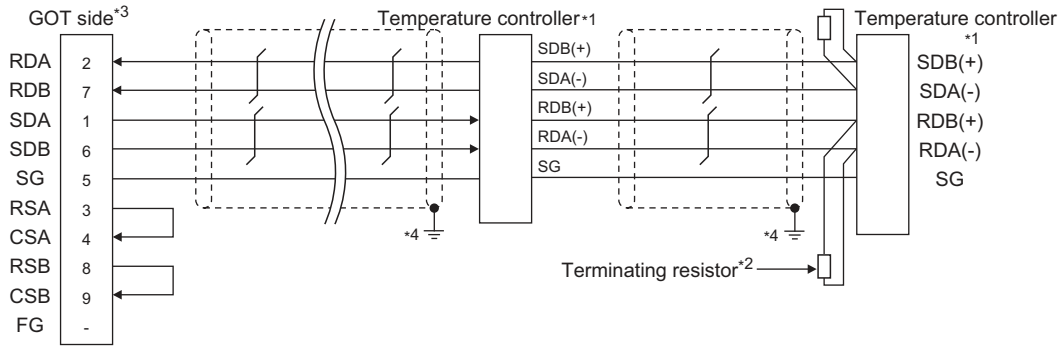 GOT side*3
Temperature controller*1
Temperature controller
*1
RDA 2
RDB 7
SDA 1
SDB 6
SG 5
RSA 3
CSA 4
RSB 8
CSB 9
FG -
SDB(+)
SDA(-)
RDB(+)
RDA(-)
SG
SDB(+)
SDA(-)
RDB(+)
RDA(-)
SG
*4
*4
Terminating resistor*2